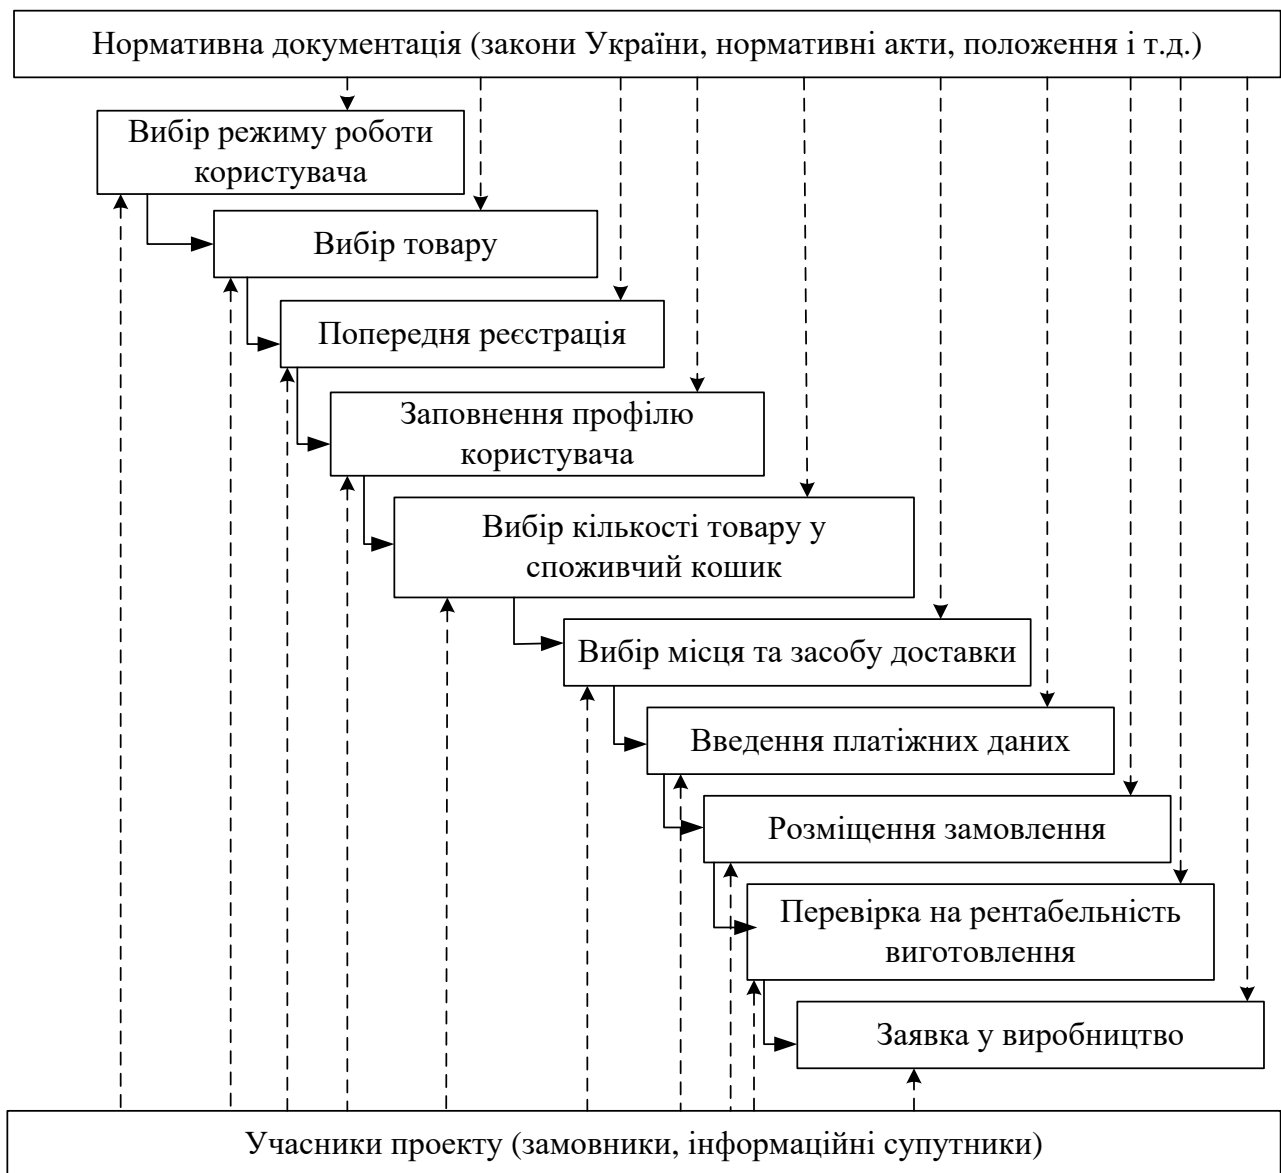 Нормативна документація (закони України, нормативні акти, положення і т.д.)
Вибір режиму роботи
користувача
Вибір товару
Попередня реєстрація
Заповнення профілю
користувача
Вибір кількості товару у
споживчий кошик
Вибір місця та засобу доставки
Введення платіжних даних
Розміщення замовлення
Перевірка на рентабельність
виготовлення
Заявка у виробництво
Учасники проекту (замовники, інформаційні супутники)